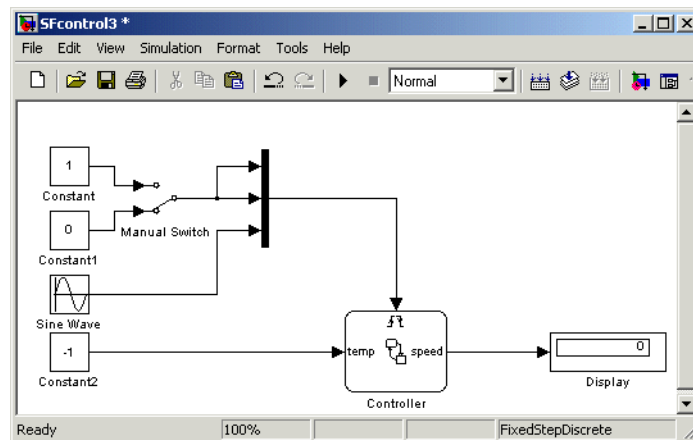 SFcontrol3 *
File Edit View Simulation Format Tools Help
Normal
1
Constant
Manual Switch
0
Constant1
Sine Wave
-1
Constant2
temp speed
Controller
0
Display
Ready 100% FixedStepDiscrete